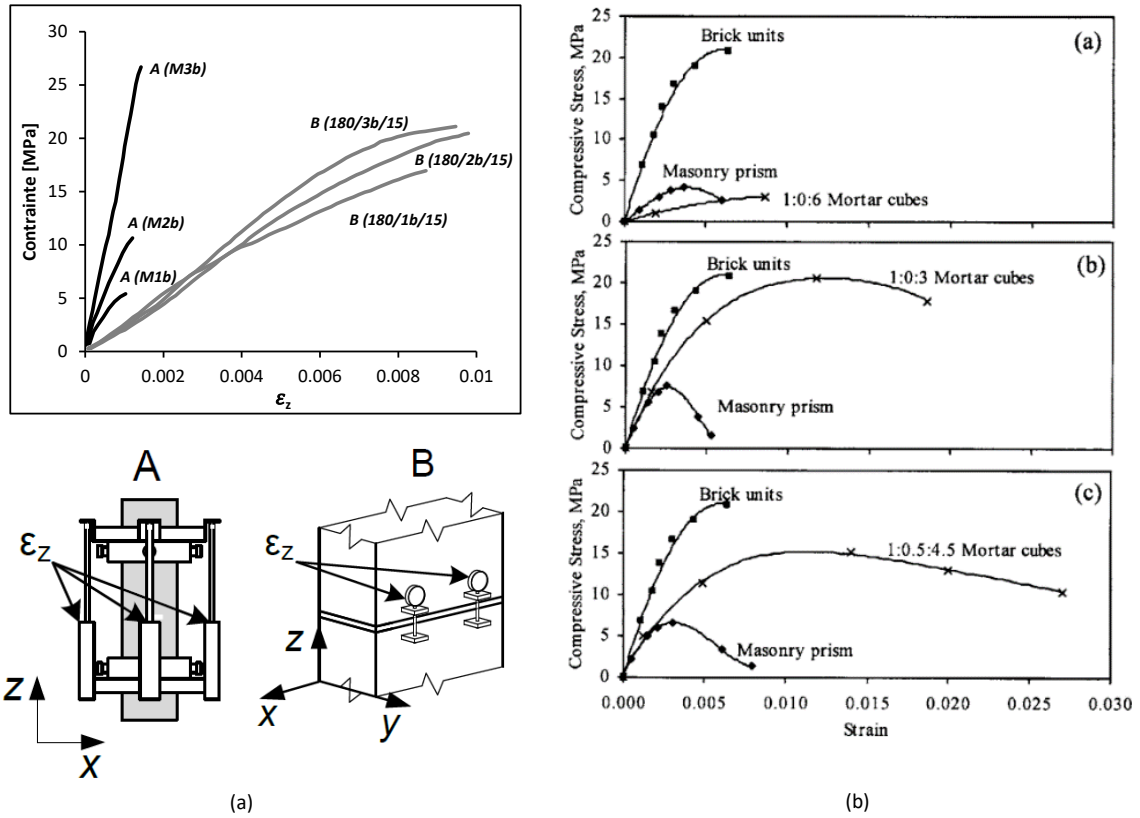 Contrainte [MPa]
30
25
20
15
10
5
0
0
0.002
0.004
0.006
0.008
0.01
εz
A (M3b)
A (M2b)
A (M1b)
B (180/3b/15)
B (180/2b/15)
B (180/1b/15)
A
B
εz
εz
z
x
z
x
y
(a)
(a)
Compressive Stress, MPa
25
20
15
10
5
0
Brick units
Masonry prism
1:0:6 Mortar cubes
(b)
Compressive Stress, MPa
25
20
15
10
5
0
Brick units
1:0:3 Mortar cubes
Masonry prism
(c)
Compressive Stress, MPa
25
20
15
10
5
0
Brick units
1:0.5:4.5 Mortar cubes
Masonry prism
0.000 0.005 0.010 0.015 0.020 0.025 0.030
Strain
(b)